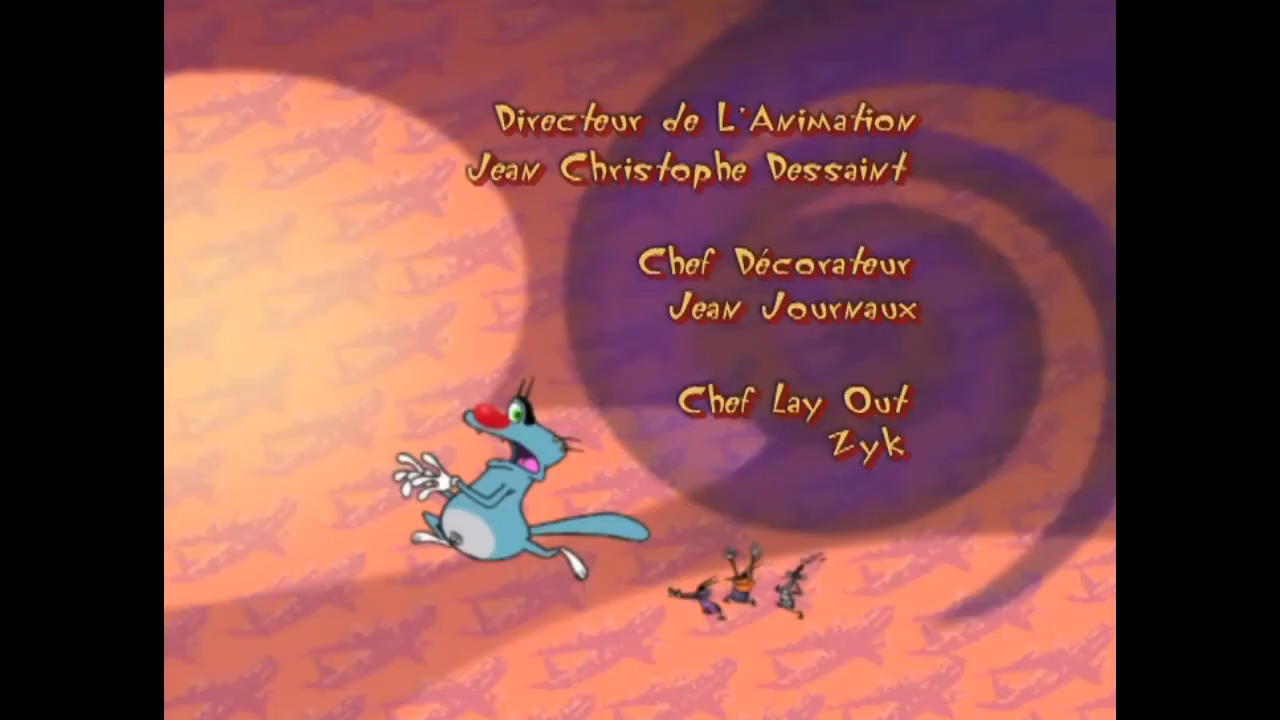 Directeur de L'Animation
Jean Christophe Dessaint
Chef Décorateur
Jean Journaux
Chef Lay Out
Zyk